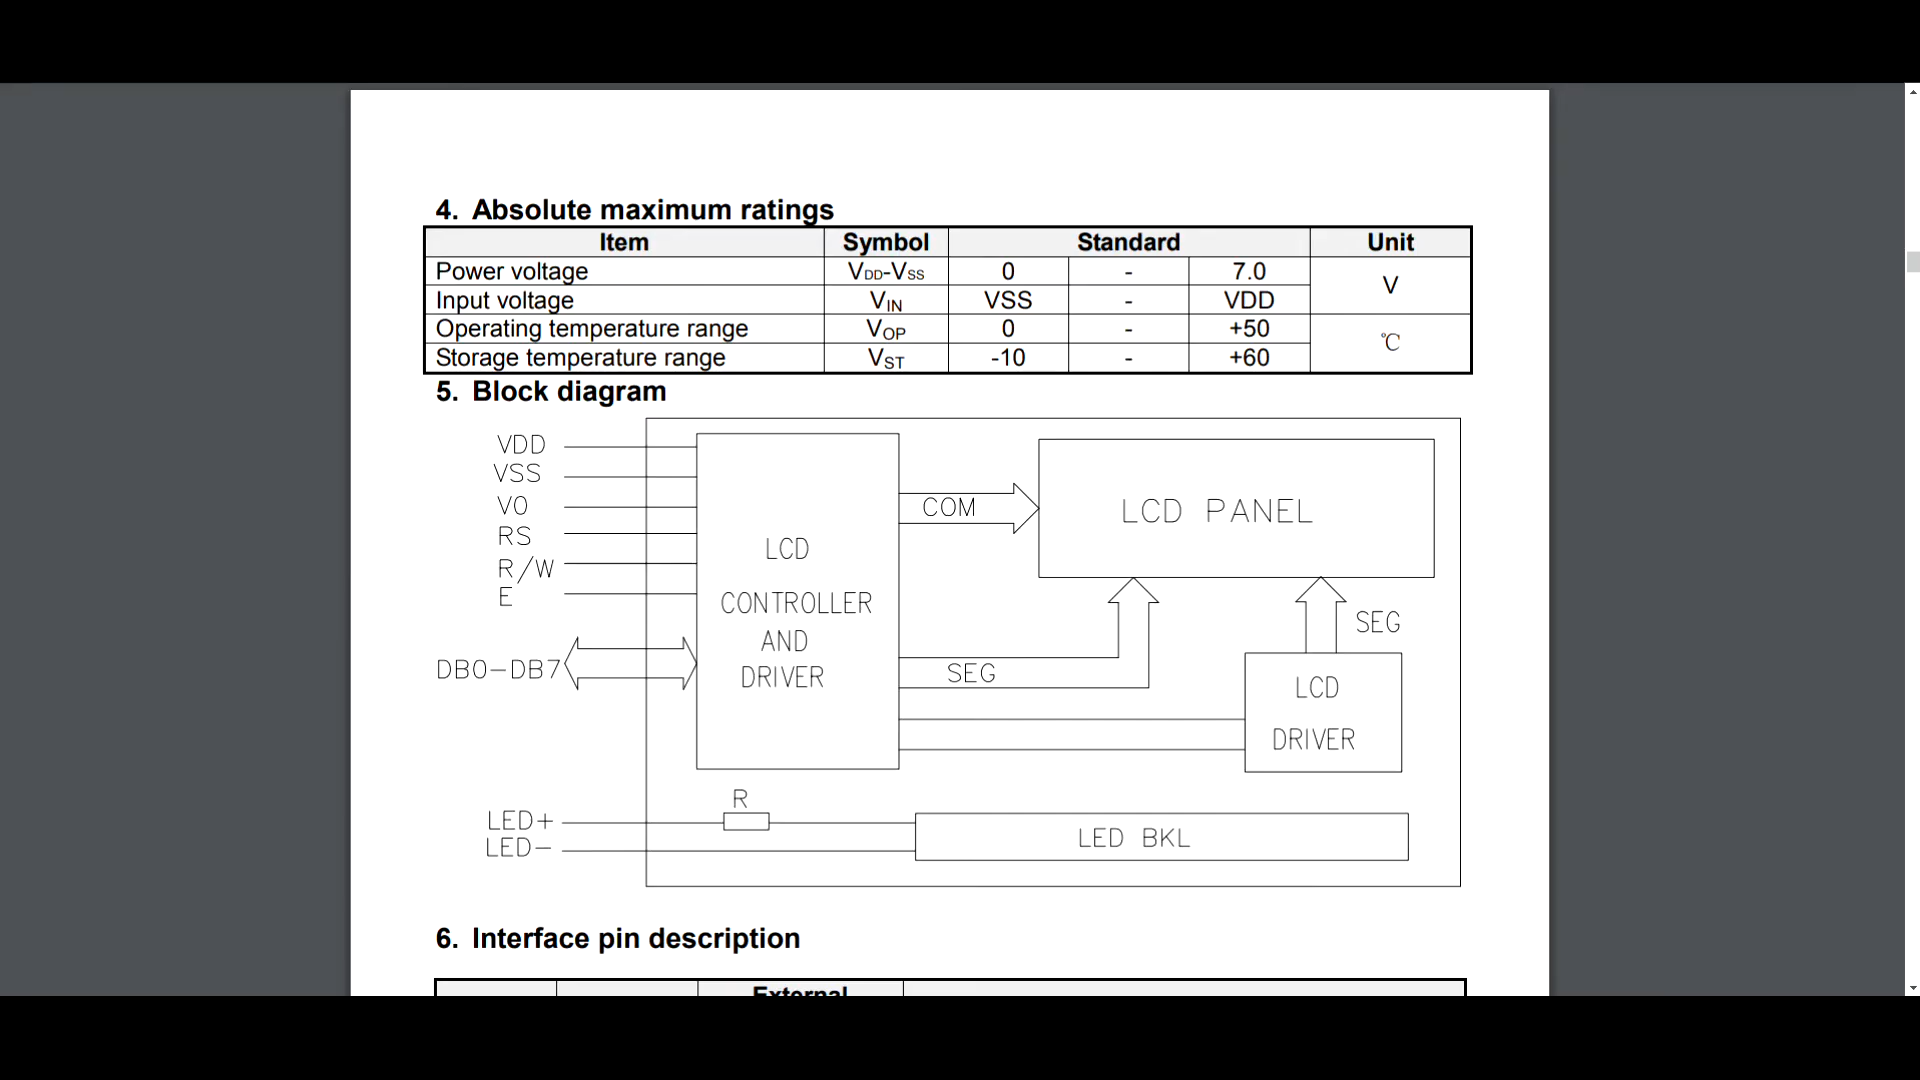 4. Absolute maximum ratings
Item Symbol Standard Unit
Power voltage VDD-VSS 0 - 7.0 V
Input voltage VIN VSS - VDD
Operating temperature range VOP 0 - +50 ℃
Storage temperature range VST -10 - +60
5. Block diagram
VDD
VSS
V0
RS
R/W
E
DB0-DB7
LCD
CONTROLLER
AND
DRIVER
COM
LCD PANEL
SEG
SEG
LCD
DRIVER
R
LED+
LED-
LED BKL
6. Interface pin description
External